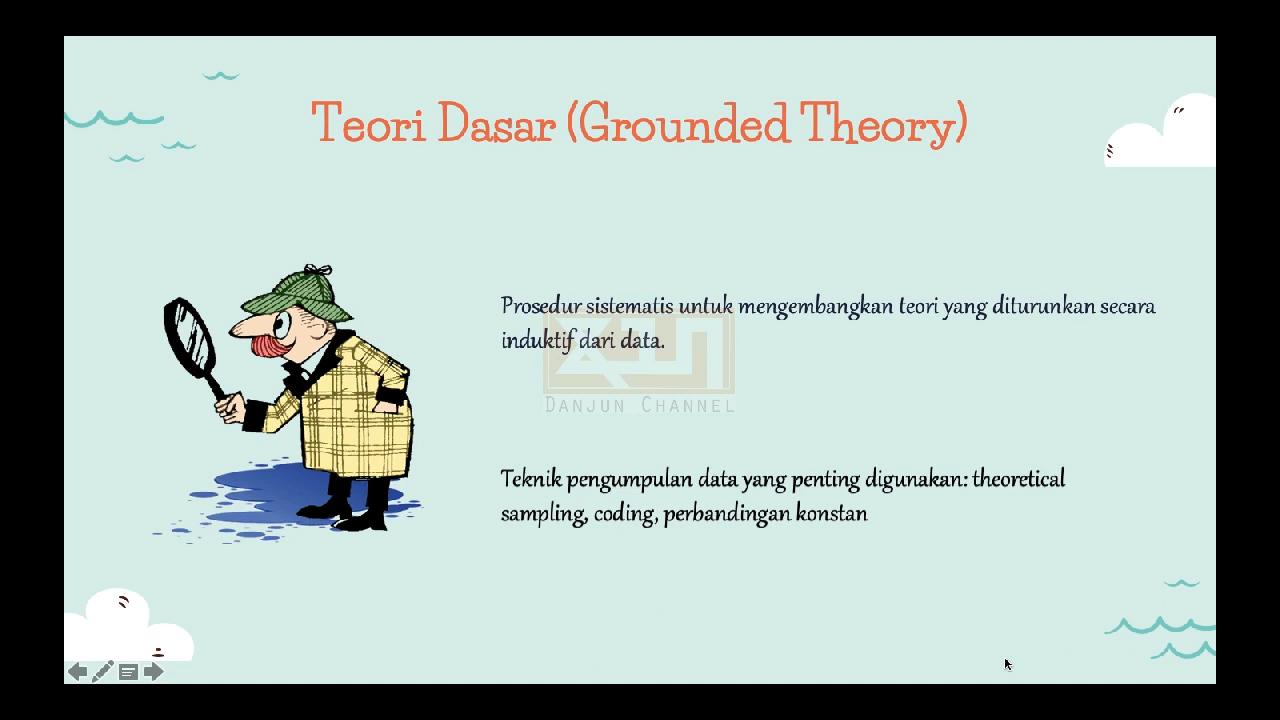 Teori Dasar (Grounded Theory)
Prosedur sistematis untuk mengembangkan teori yang diturunkan secara
induktif dari data.
DANJUN CHANNEL
Teknik pengumpulan data yang penting digunakan: theoretical
sampling, coding, perbandingan konstan